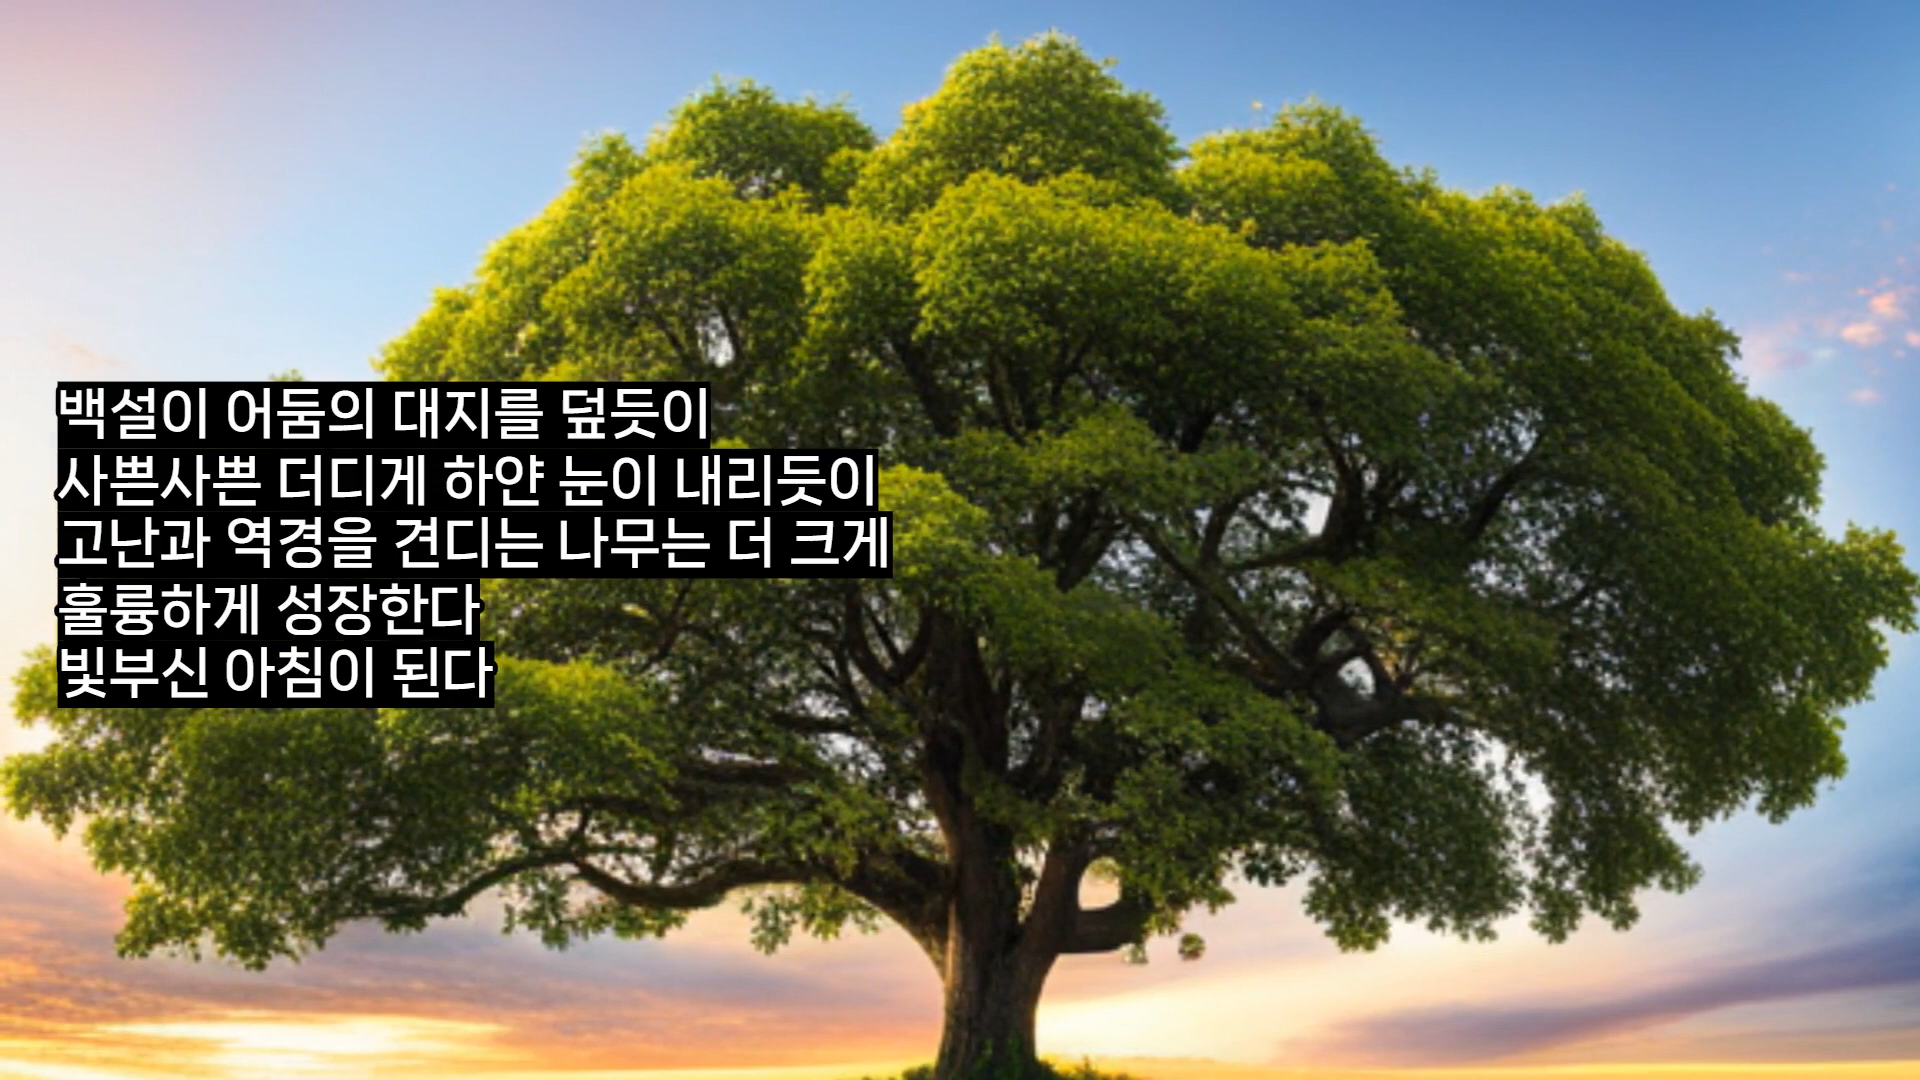 백설이 어둠의 대지를 덮듯이
사쁜사쁜 더디게 하얀 눈이 내리듯이
고난과 역경을 견디는 나무는 더 크게
훌륭하게 성장한다
빛부신 아침이 된다